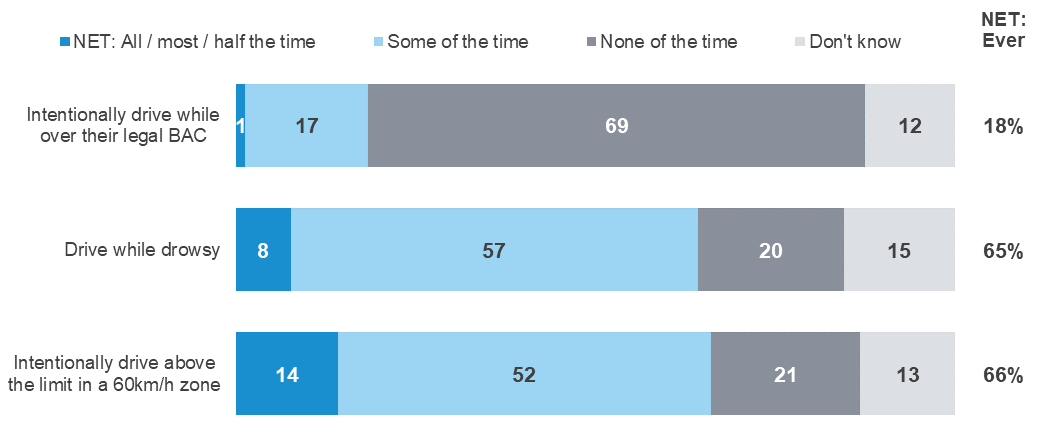 NET:
Ever
NET: All / most / half the time
Some of the time
None of the time
Don't know
Intentionally drive while
over their legal BAC
1
17
69
12
18%
Drive while drowsy
8
57
20
15
65%
Intentionally drive above
the limit in a 60km/h zone
14
52
21
13
66%